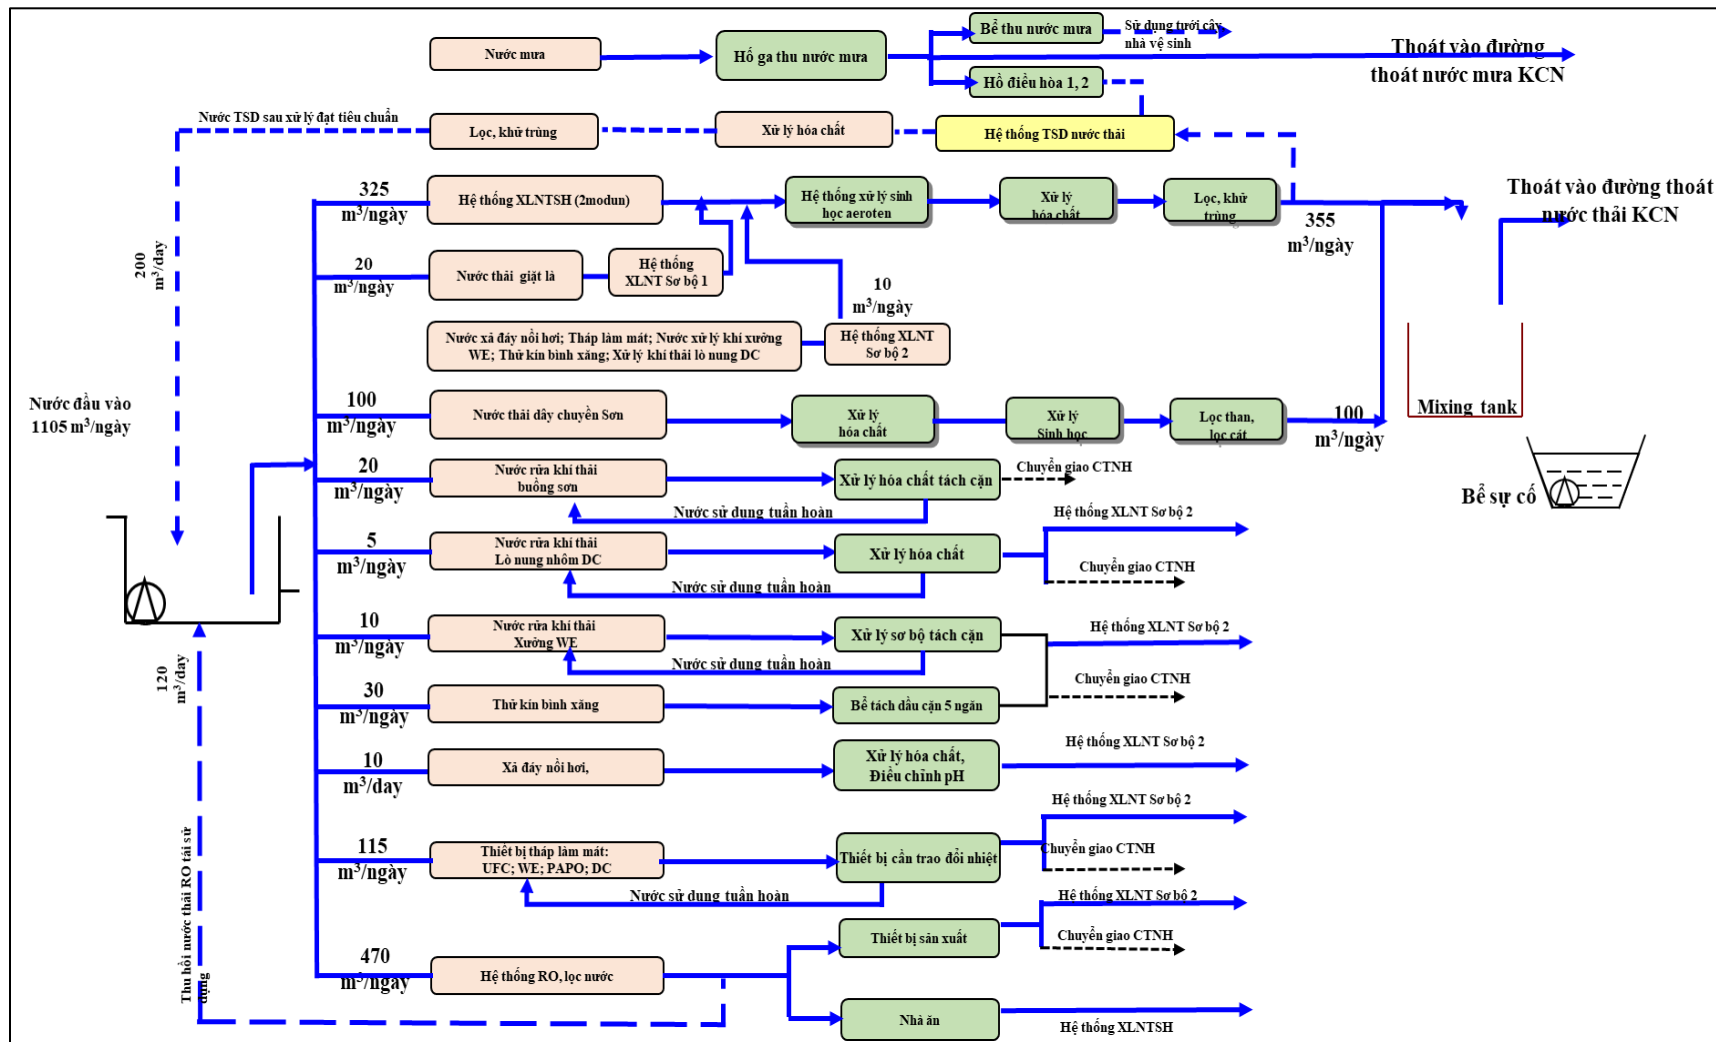 Nước mưa
Hố ga thu nước mưa
Bể thu nước mưa
Sử dụng tưới cây
nhà vệ sinh
Thoát vào đường
thoát nước mưa KCN
Hồ điều hòa 1, 2
Nước TSD sau xử lý đạt tiêu chuẩn
Lọc, khử trùng
Xử lý hóa chất
Hệ thống TSD nước thải
325
m³/ngày
Hệ thống XLNTSH (2modun)
Hệ thống xử lý sinh
học aeroten
Xử lý
hóa chất
Lọc, khử
trùng
355
m³/ngày
Thoát vào đường thoát
nước thải KCN
200
m³/day
20
m³/ngày
Nước thải giặt là
Hệ thống
XLNT Sơ bộ 1
10
m³/ngày
Nước xả đáy nồi hơi; Tháp làm mát; Nước xử lý khí xưởng
WE; Thử kín bình xăng; Xử lý khí thải lò nung DC
Hệ thống XLNT
Sơ bộ 2
Nước đầu vào
1105 m³/ngày
100
m³/ngày
Nước thải dây chuyền Sơn
Xử lý
hóa chất
Xử lý
Sinh học
Lọc than,
lọc cát
100
m³/ngày
Mixing tank
20
m³/ngày
Nước rửa khí thải
buồng sơn
Xử lý hóa chất tách cặn
Chuyển giao CTNH
Nước sử dụng tuần hoàn
Bể sự cố
5
m³/ngày
Nước rửa khí thải
Lò nung nhôm DC
Xử lý hóa chất
Hệ thống XLNT Sơ bộ 2
Chuyển giao CTNH
Nước sử dụng tuần hoàn
10
m³/ngày
Nước rửa khí thải
Xưởng WE
Xử lý sơ bộ tách cặn
Hệ thống XLNT Sơ bộ 2
Nước sử dụng tuần hoàn
Chuyển giao CTNH
120
m³/day
30
m³/ngày
Thử kín bình xăng
Bể tách dầu cặn 5 ngăn
10
m³/day
Xả đáy nồi hơi,
Xử lý hóa chất,
Điều chỉnh pH
Hệ thống XLNT Sơ bộ 2
115
m³/ngày
Thiết bị tháp làm mát:
UFC; WE; PAPO; DC
Thiết bị cần trao đổi nhiệt
Hệ thống XLNT Sơ bộ 2
Chuyển giao CTNH
Nước sử dụng tuần hoàn
Thu hồi nước thải RO tái sử
dụng
470
m³/ngày
Hệ thống RO, lọc nước
Thiết bị sản xuất
Hệ thống XLNT Sơ bộ 2
Chuyển giao CTNH
Nhà ăn
Hệ thống XLNTSH